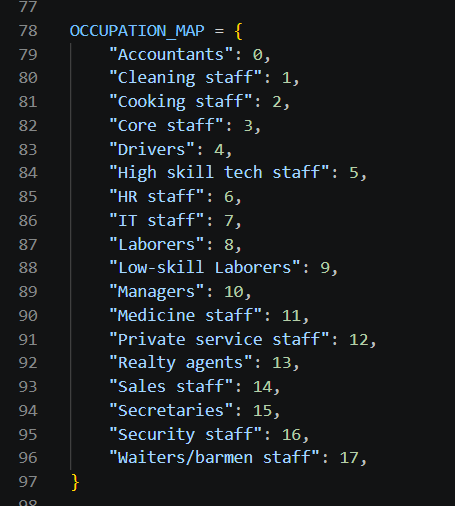 77
78 OCCUPATION_MAP = {
79 "Accountants": 0,
80 "Cleaning staff": 1,
81 "Cooking staff": 2,
82 "Core staff": 3,
83 "Drivers": 4,
84 "High skill tech staff": 5,
85 "HR staff": 6,
86 "IT staff": 7,
87 "Laborers": 8,
88 "Low-skill Laborers": 9,
89 "Managers": 10,
90 "Medicine staff": 11,
91 "Private service staff": 12,
92 "Realty agents": 13,
93 "Sales staff": 14,
94 "Secretaries": 15,
95 "Security staff": 16,
96 "Waiters/barmen staff": 17,
97 }
98